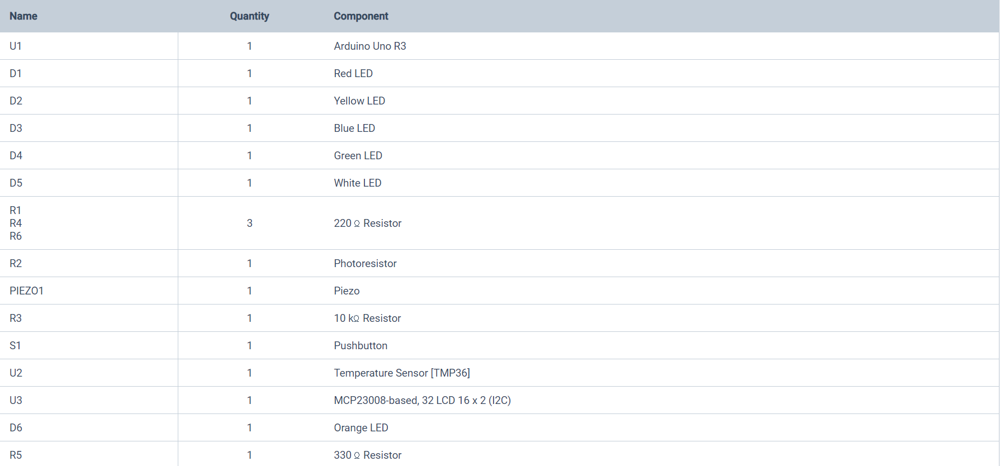 Name Quantity Component
U1 1 Arduino Uno R3
D1 1 Red LED
D2 1 Yellow LED
D3 1 Blue LED
D4 1 Green LED
D5 1 White LED
R1
R4 3 220 Ω Resistor
R6
R2 1 Photoresistor
PIEZO1 1 Piezo
R3 1 10 kΩ Resistor
S1 1 Pushbutton
U2 1 Temperature Sensor [TMP36]
U3 1 MCP23008-based, 32 LCD 16 x 2 (I2C)
D6 1 Orange LED
R5 1 330 Ω Resistor